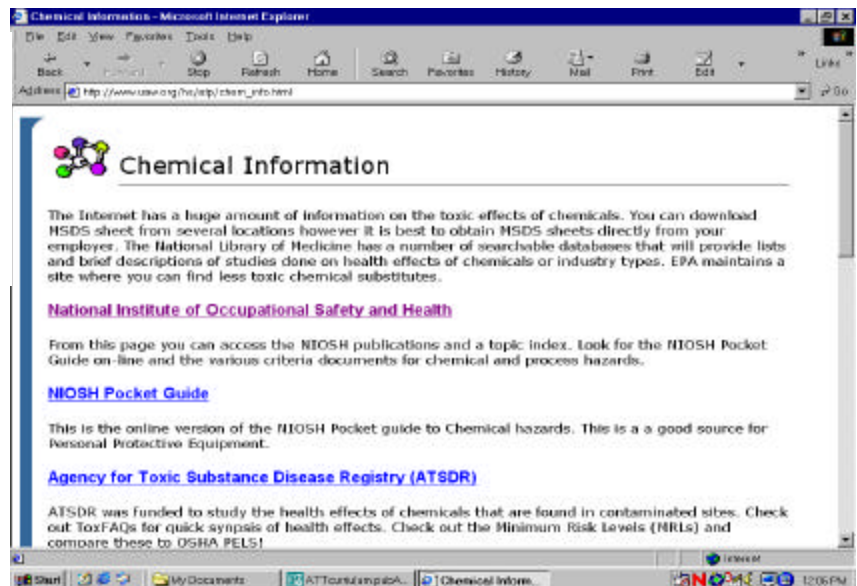 Chemical Information - Microsoft Internet Explorer
File Edit View Favorites Tools Help
Back Forward Stop Refresh Home Search Favorites History Mail Print Edit Links
Address Go
Chemical Information
The Internet has a huge amount of information on the toxic effects of chemicals. You can download
MSDS sheet from several locations however it is best to obtain MSDS sheets directly from your
employer. The National Library of Medicine has a number of searchable databases that will provide lists
and brief descriptions of studies done on health effects of chemicals or industry types. EPA maintains a
site where you can find less toxic chemical substitutes.
National Institute of Occupational Safety and Health
From this page you can access the NIOSH publications and a topic index. Look for the NIOSH Pocket
Guide on-line and the various criteria documents for chemical and process hazards.
NIOSH Pocket Guide
This is the online version of the NIOSH Pocket guide to Chemical hazards. This is a a good source for
Personal Protective Equipment.
Agency for Toxic Substance Disease Registry (ATSDR)
ATSDR was funded to study the health effects of chemicals that are found in contaminated sites. Check
out ToxFAQs for quick synpsis of health effects. Check out the Minimum Risk Levels (MRLs) and
compare these to OSHA PELS!
Internet
Start My Documents Chemical Inform... 12:06 PM